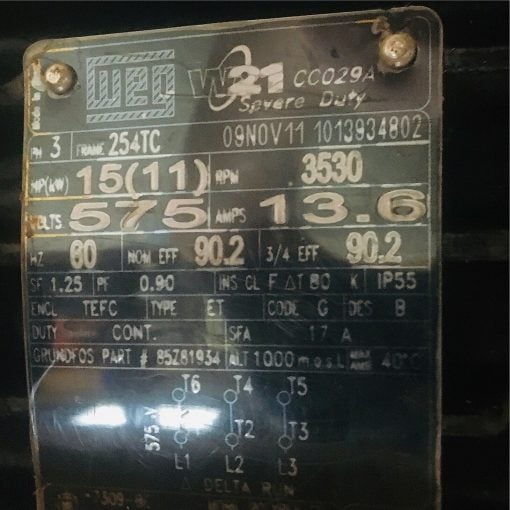 WEG W21 CC029A
Severe Duty
PH 3 FRAME 254TC 09NOV11 1013934802
HP(kW) 15(11) RPM 3530
VOLTS 575 AMPS 13.6
HZ 60 NOM EFF 90.2 3/4 EFF 90.2
SF 1.25 PF 0.90 INS CL F ΔT 80 K IP55
ENCL TEFC TYPE ET CODE G DES B
DUTY CONT. SFA 17 A
GRUNDFOS PART # 85Z81934 ALT 1000 m.a.s.l. MAX AMB 40°C
T6 T4 T5
575 V
T2 T3
L1 L2 L3
Δ DELTA RUN